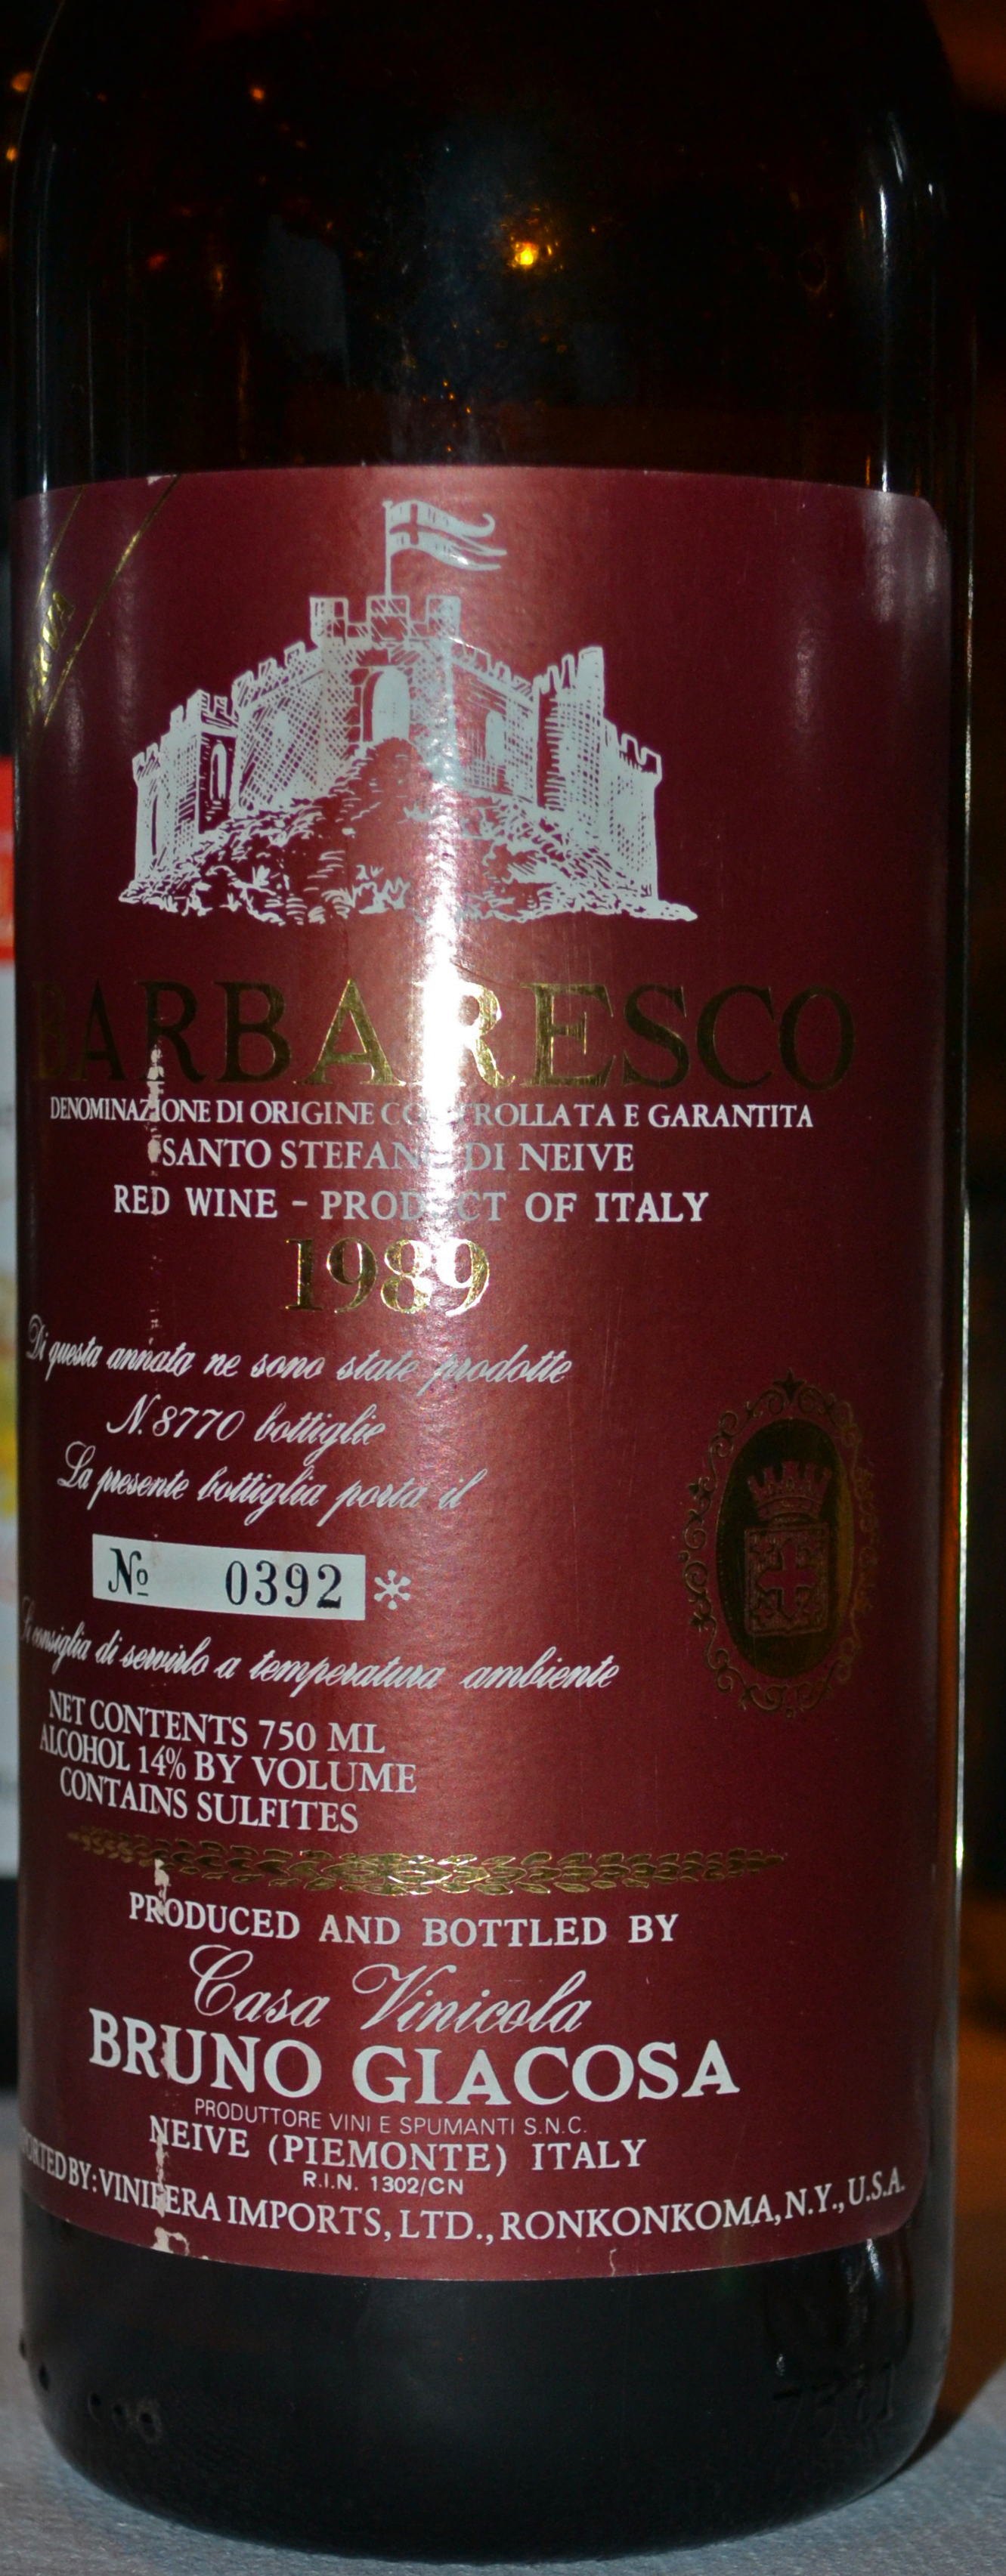 BARBARESCO
DENOMINAZIONE DI ORIGINE CONTROLLATA E GARANTITA
SANTO STEFANO DI NEIVE
RED WINE - PRODUCT OF ITALY
1989
Di questa annata ne sono state prodotte
N. 8770 bottiglie
La presente bottiglia porta il
No 0392 *
Si consiglia di servirlo a temperatura ambiente
NET CONTENTS 750 ML
ALCOHOL 14% BY VOLUME
CONTAINS SULFITES
PRODUCED AND BOTTLED BY
Casa Vinicola
BRUNO GIACOSA
PRODUTTORE VINI E SPUMANTI S.N.C.
NEIVE (PIEMONTE) ITALY
R.I.N. 1302/CN
IMPORTED BY: VINIFERA IMPORTS, LTD., RONKONKOMA, N.Y., U.S.A.